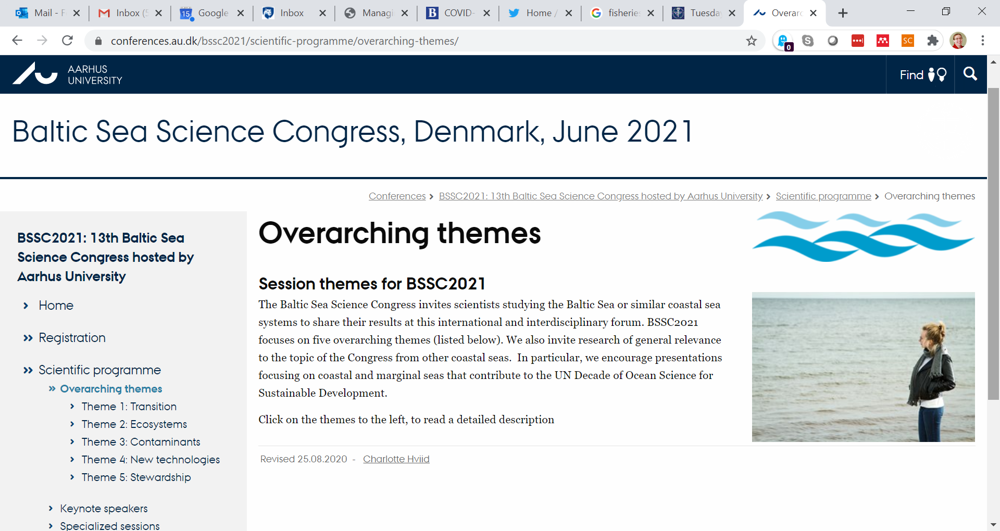 Mail - F
Inbox (5
15
Google
Inbox
Managi
B COVID-
Home /
fisherie
Tuesda
Overarc
conferences.au.dk/bssc2021/scientific-programme/overarching-themes/
0
SC
AARHUS
UNIVERSITY
Find
Baltic Sea Science Congress, Denmark, June 2021
Conferences › BSSC2021: 13th Baltic Sea Science Congress hosted by Aarhus University › Scientific programme › Overarching themes
BSSC2021: 13th Baltic Sea
Science Congress hosted by
Aarhus University
› Home
» Registration
» Scientific programme
» Overarching themes
› Theme 1: Transition
› Theme 2: Ecosystems
› Theme 3: Contaminants
› Theme 4: New technologies
› Theme 5: Stewardship
› Keynote speakers
› Specialized sessions
Overarching themes
Session themes for BSSC2021
The Baltic Sea Science Congress invites scientists studying the Baltic Sea or similar coastal sea
systems to share their results at this international and interdisciplinary forum. BSSC2021
focuses on five overarching themes (listed below). We also invite research of general relevance
to the topic of the Congress from other coastal seas.  In particular, we encourage presentations
focusing on coastal and marginal seas that contribute to the UN Decade of Ocean Science for
Sustainable Development.
Click on the themes to the left, to read a detailed description
Revised 25.08.2020 - Charlotte Hviid